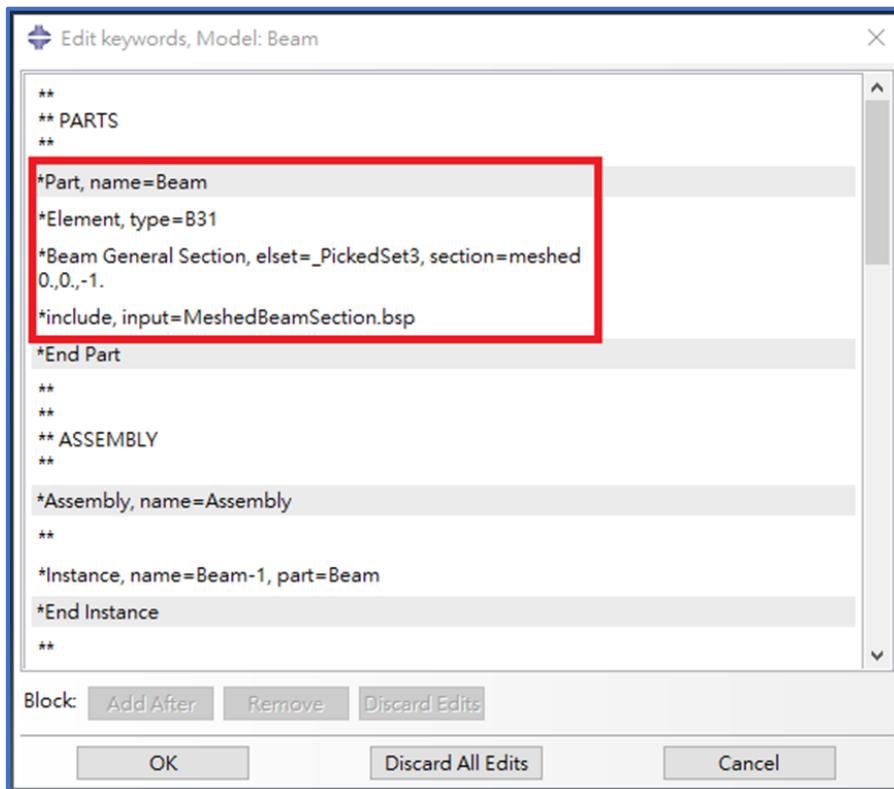 Edit keywords, Model: Beam
**
** PARTS
**
*Part, name=Beam
*Element, type=B31
*Beam General Section, elset=_PickedSet3, section=meshed
0.,0.,-1.
*include, input=MeshedBeamSection.bsp
*End Part
**
**
** ASSEMBLY
**
*Assembly, name=Assembly
**
*Instance, name=Beam-1, part=Beam
*End Instance
**
Block: Add After Remove Discard Edits
OK Discard All Edits Cancel